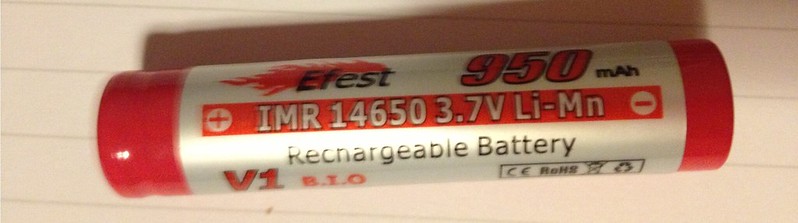 Efest 950 mAh
+ IMR 14650 3.7V Li-Mn −
Rechargeable Battery
V1 B.I.O CE RoHS